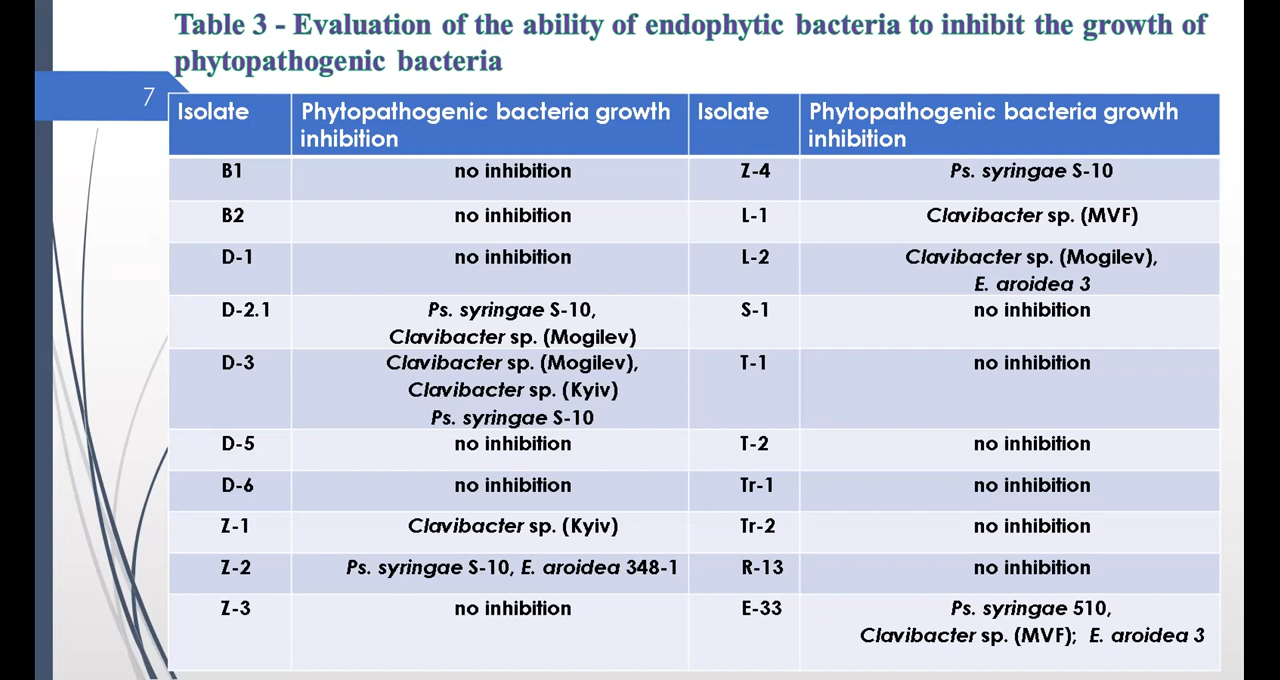 Table 3 - Evaluation of the ability of endophytic bacteria to inhibit the growth of
phytopathogenic bacteria
7
Isolate Phytopathogenic bacteria growth inhibition Isolate Phytopathogenic bacteria growth inhibition
B1 no inhibition Z-4 Ps. syringae S-10
B2 no inhibition L-1 Clavibacter sp. (MVF)
D-1 no inhibition L-2 Clavibacter sp. (Mogilev),
E. aroidea 3
D-2.1 Ps. syringae S-10, S-1 no inhibition
Clavibacter sp. (Mogilev)
D-3 Clavibacter sp. (Mogilev), T-1 no inhibition
Clavibacter sp. (Kyiv)
Ps. syringae S-10
D-5 no inhibition T-2 no inhibition
D-6 no inhibition Tr-1 no inhibition
Z-1 Clavibacter sp. (Kyiv) Tr-2 no inhibition
Z-2 Ps. syringae S-10, E. aroidea 348-1 R-13 no inhibition
Z-3 no inhibition E-33 Ps. syringae 510,
Clavibacter sp. (MVF); E. aroidea 3